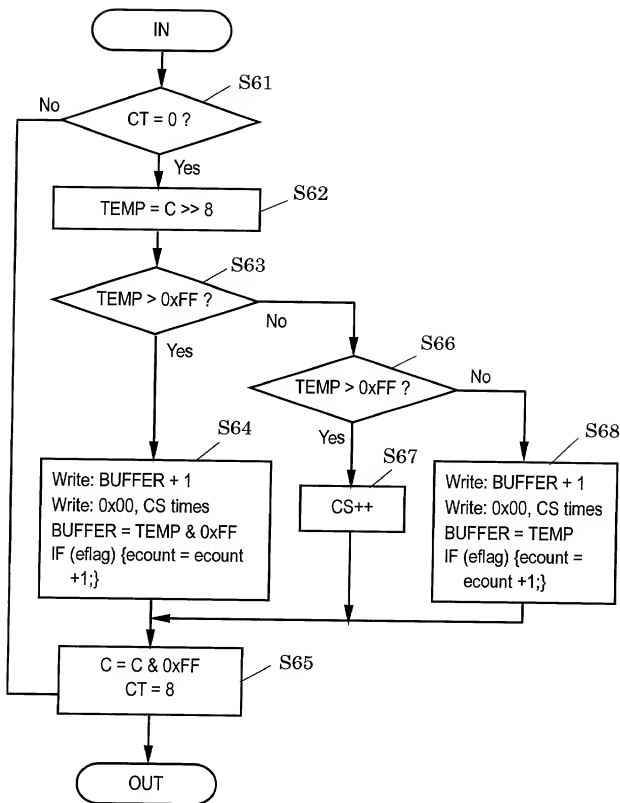 IN
S61
No
CT = 0 ?
Yes
S62
TEMP = C >> 8
S63
TEMP > 0xFF ?
No
Yes
S66
TEMP > 0xFF ?
No
Yes
S64
Write: BUFFER + 1
Write: 0x00, CS times
BUFFER = TEMP & 0xFF
IF (eflag) {ecount = ecount
+1;}
S67
CS++
S68
Write: BUFFER + 1
Write: 0x00, CS times
BUFFER = TEMP
IF (eflag) {ecount =
ecount +1;}
C = C & 0xFF
CT = 8
S65
OUT